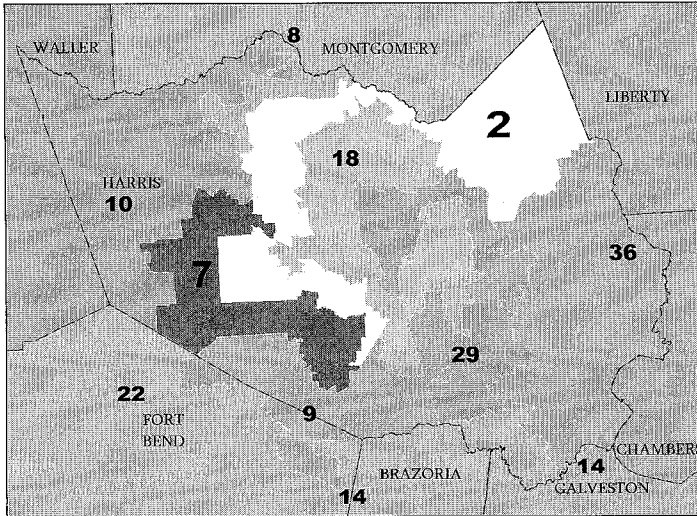 8
WALLER
MONTGOMERY
LIBERTY
2
18
HARRIS
10
36
7
29
22
FORT
BEND
9
CHAMBERS
14
BRAZORIA
GALVESTON
14